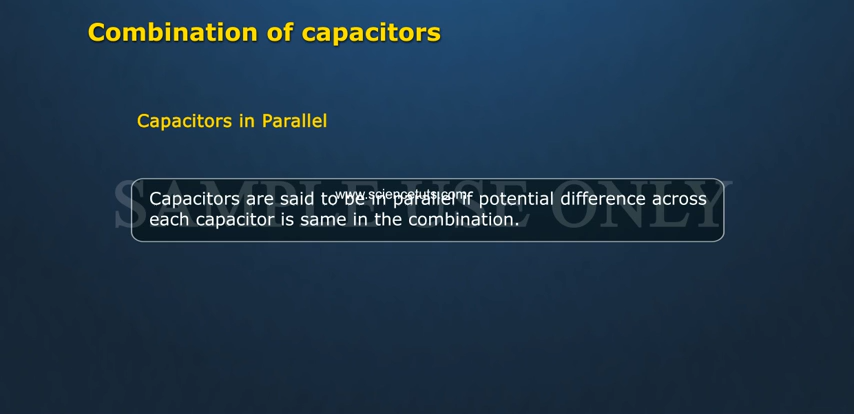 Combination of capacitors
Capacitors in Parallel
SAMPLE USE ONLY
www.sciencetuts.com
Capacitors are said to be in parallel if potential difference across
each capacitor is same in the combination.